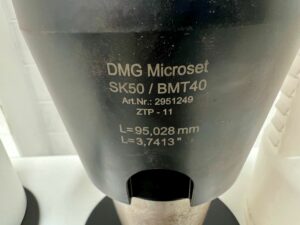 DMG Microset
SK50 / BMT40
Art.Nr.: 2951249
ZTP - 11
L=95,028 mm
L=3,7413"